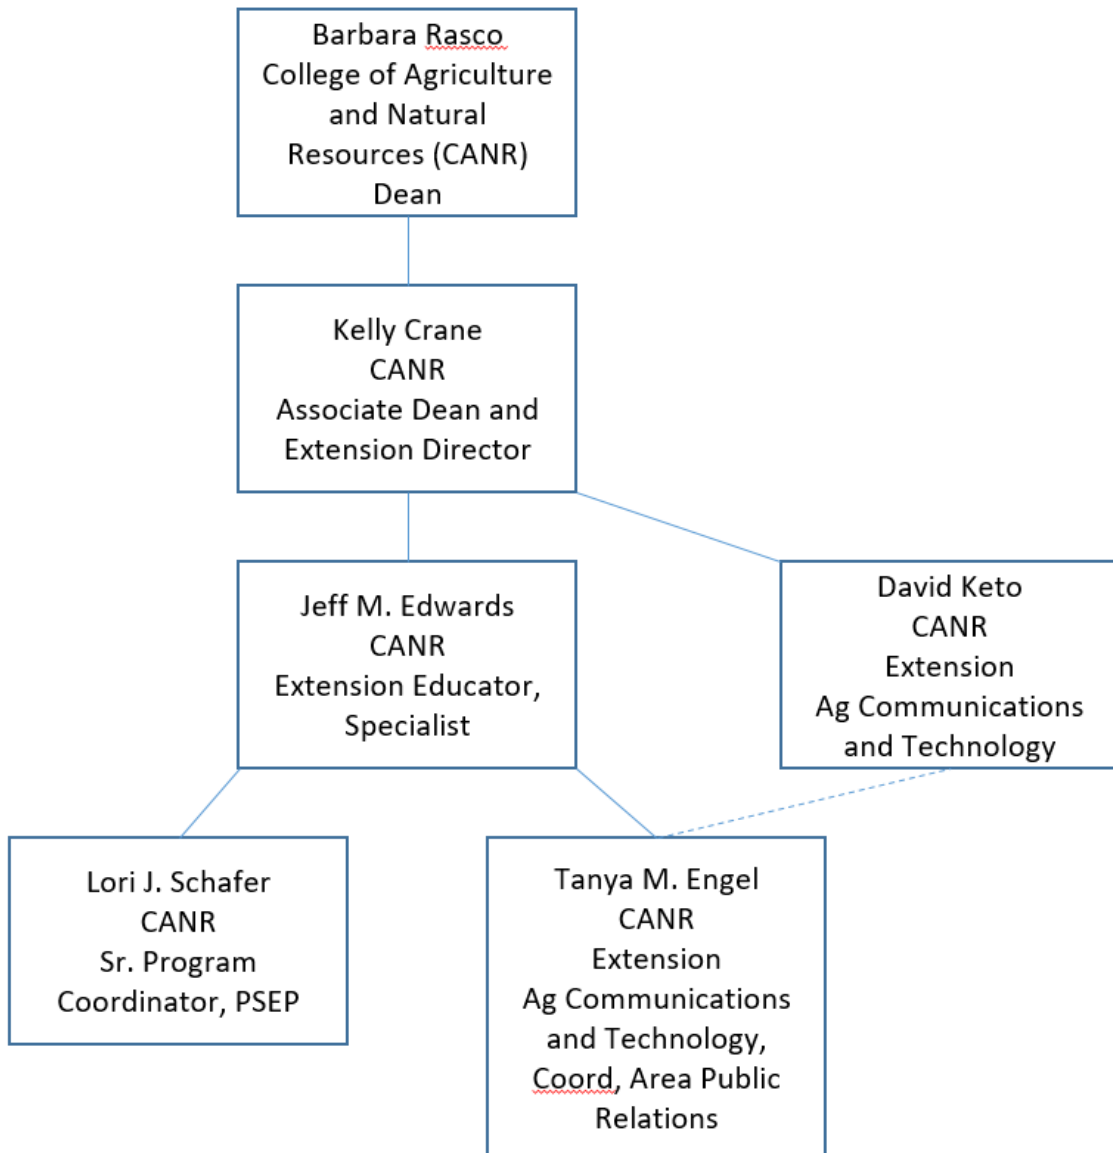 Barbara Rasco
College of Agriculture
and Natural
Resources (CANR)
Dean
Kelly Crane
CANR
Associate Dean and
Extension Director
Jeff M. Edwards
CANR
Extension Educator,
Specialist
David Keto
CANR
Extension
Ag Communications
and Technology
Lori J. Schafer
CANR
Sr. Program
Coordinator, PSEP
Tanya M. Engel
CANR
Extension
Ag Communications
and Technology,
Coord, Area Public
Relations